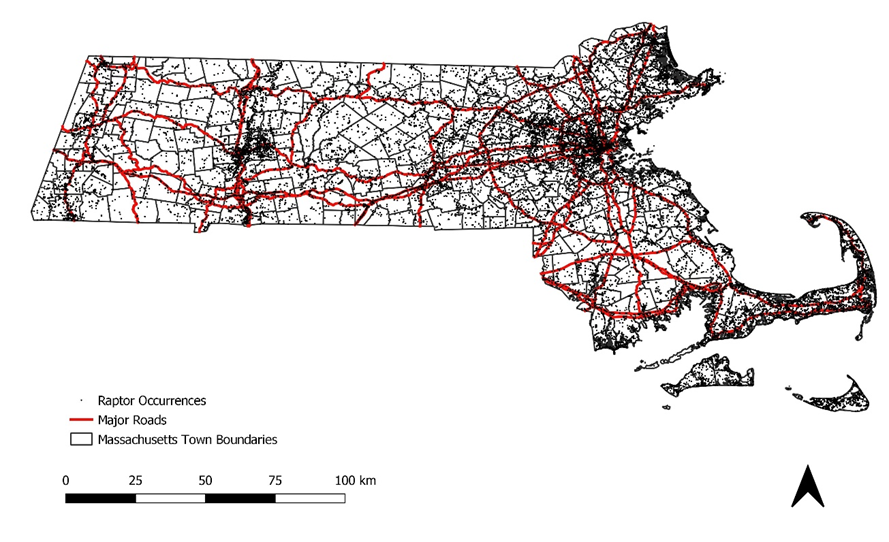 Raptor Occurrences
Major Roads
Massachusetts Town Boundaries
0 25 50 75 100 km